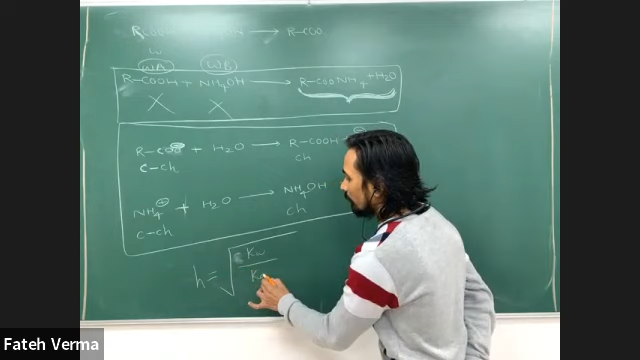 R-COO
WA WB
R-COOH + NH₄OH ⟶ R-COONH₄ + H₂O
R-COO⊖ + H₂O ⟶ R-COOH
C-Ch Ch
NH₄⊕ + H₂O ⟶ NH₄OH
C-Ch Ch
h = √Kw
K
Fateh Verma